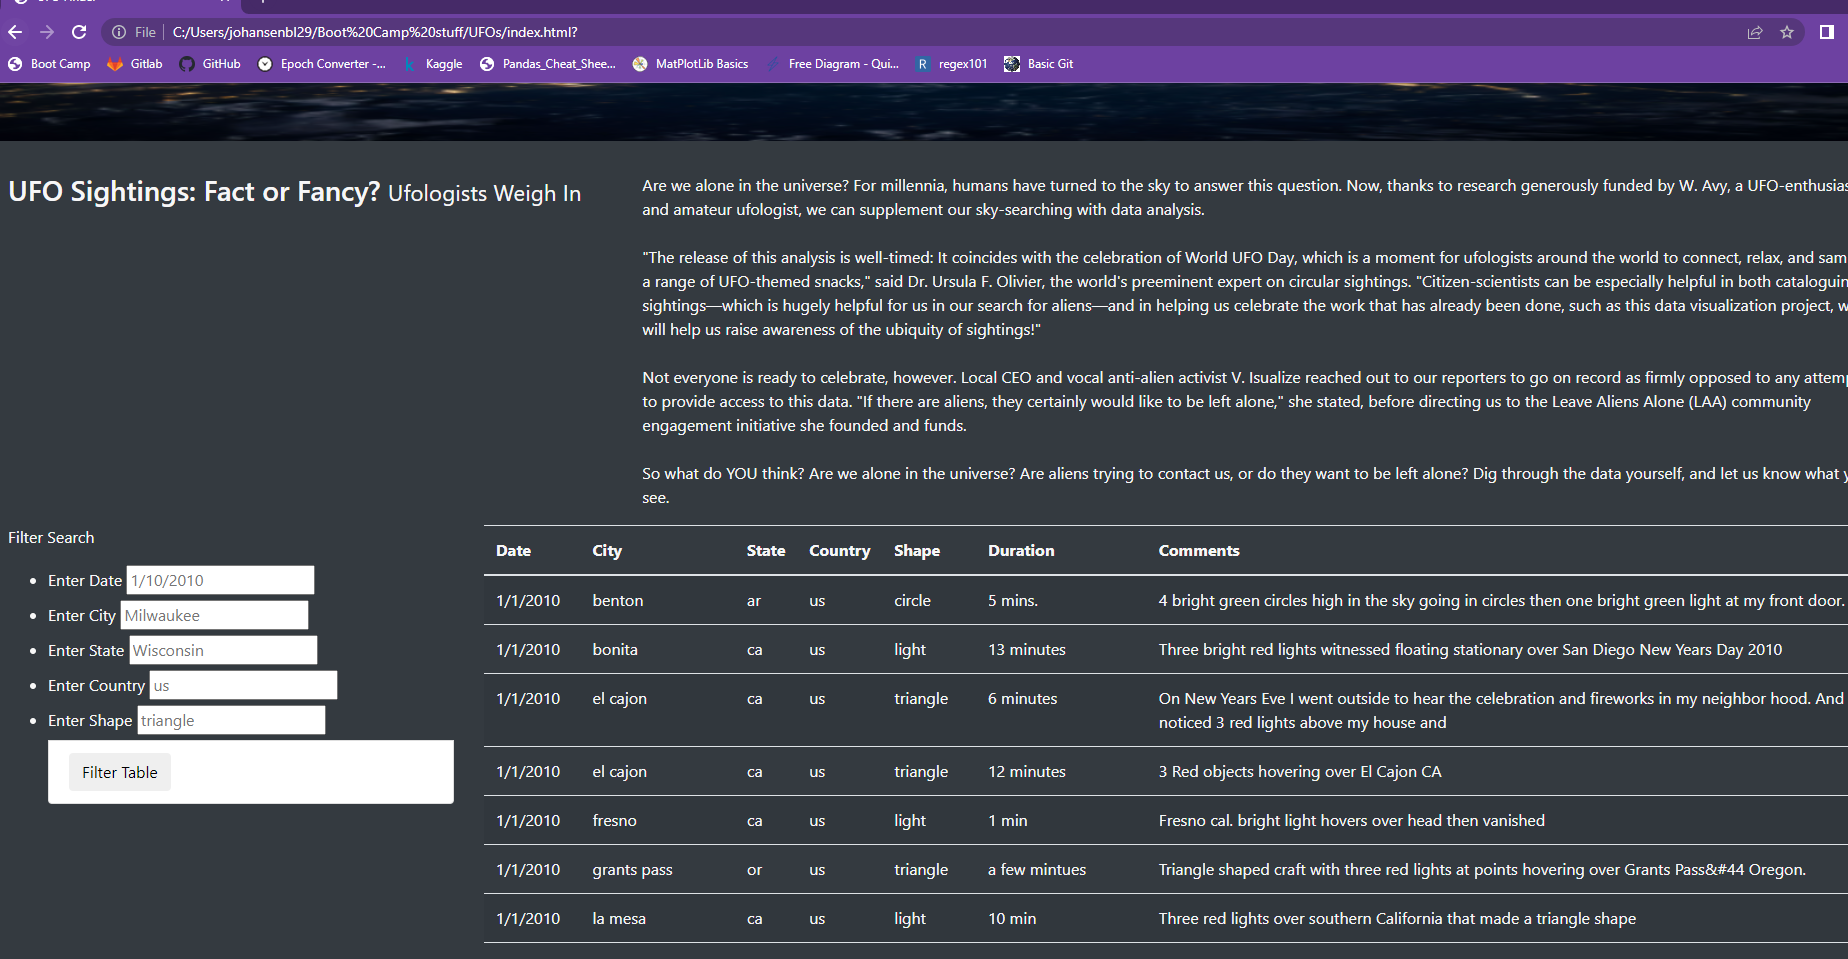 File C:/Users/johansenbl29/Boot%20Camp%20stuff/UFOs/index.html?
Boot Camp Gitlab GitHub Epoch Converter -... Kaggle Pandas_Cheat_Shee... MatPlotLib Basics Free Diagram - Qui... R regex101 Basic Git
UFO Sightings: Fact or Fancy? Ufologists Weigh In
Are we alone in the universe? For millennia, humans have turned to the sky to answer this question. Now, thanks to research generously funded by W. Avy, a UFO-enthusias
and amateur ufologist, we can supplement our sky-searching with data analysis.
"The release of this analysis is well-timed: It coincides with the celebration of World UFO Day, which is a moment for ufologists around the world to connect, relax, and sam
a range of UFO-themed snacks," said Dr. Ursula F. Olivier, the world's preeminent expert on circular sightings. "Citizen-scientists can be especially helpful in both cataloguin
sightings—which is hugely helpful for us in our search for aliens—and in helping us celebrate the work that has already been done, such as this data visualization project, w
will help us raise awareness of the ubiquity of sightings!"
Not everyone is ready to celebrate, however. Local CEO and vocal anti-alien activist V. Isualize reached out to our reporters to go on record as firmly opposed to any attemp
to provide access to this data. "If there are aliens, they certainly would like to be left alone," she stated, before directing us to the Leave Aliens Alone (LAA) community
engagement initiative she founded and funds.
So what do YOU think? Are we alone in the universe? Are aliens trying to contact us, or do they want to be left alone? Dig through the data yourself, and let us know what y
see.
Filter Search
Enter Date 1/10/2010
Enter City Milwaukee
Enter State Wisconsin
Enter Country us
Enter Shape triangle
Filter Table
Date City State Country Shape Duration Comments
1/1/2010 benton ar us circle 5 mins. 4 bright green circles high in the sky going in circles then one bright green light at my front door.
1/1/2010 bonita ca us light 13 minutes Three bright red lights witnessed floating stationary over San Diego New Years Day 2010
1/1/2010 el cajon ca us triangle 6 minutes On New Years Eve I went outside to hear the celebration and fireworks in my neighbor hood. And
noticed 3 red lights above my house and
1/1/2010 el cajon ca us triangle 12 minutes 3 Red objects hovering over El Cajon CA
1/1/2010 fresno ca us light 1 min Fresno cal. bright light hovers over head then vanished
1/1/2010 grants pass or us triangle a few mintues Triangle shaped craft with three red lights at points hovering over Grants Pass&#44 Oregon.
1/1/2010 la mesa ca us light 10 min Three red lights over southern California that made a triangle shape